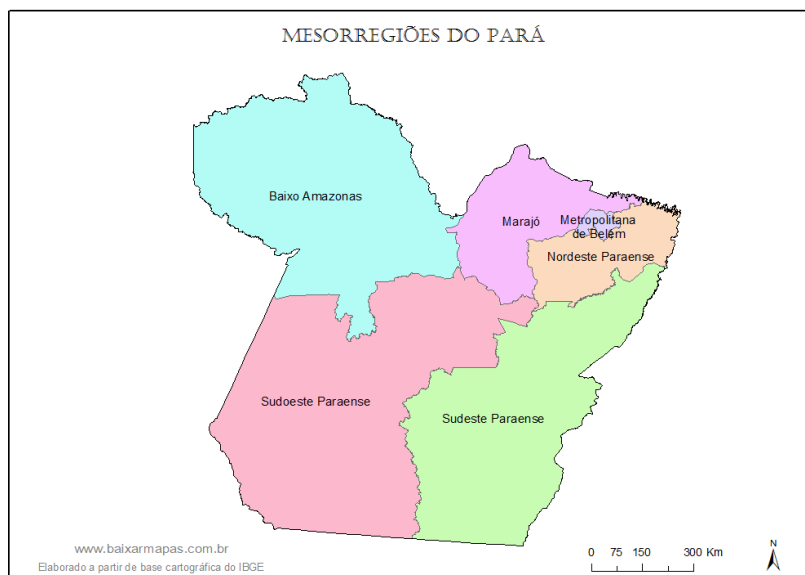 MESORREGIÕES DO PARÁ
Baixo Amazonas
Marajó
Metropolitana
de Belém
Nordeste Paraense
Sudoeste Paraense
Sudeste Paraense
www.baixarmapas.com.br
Elaborado a partir de base cartográfica do IBGE
0 75 150 300 Km
N